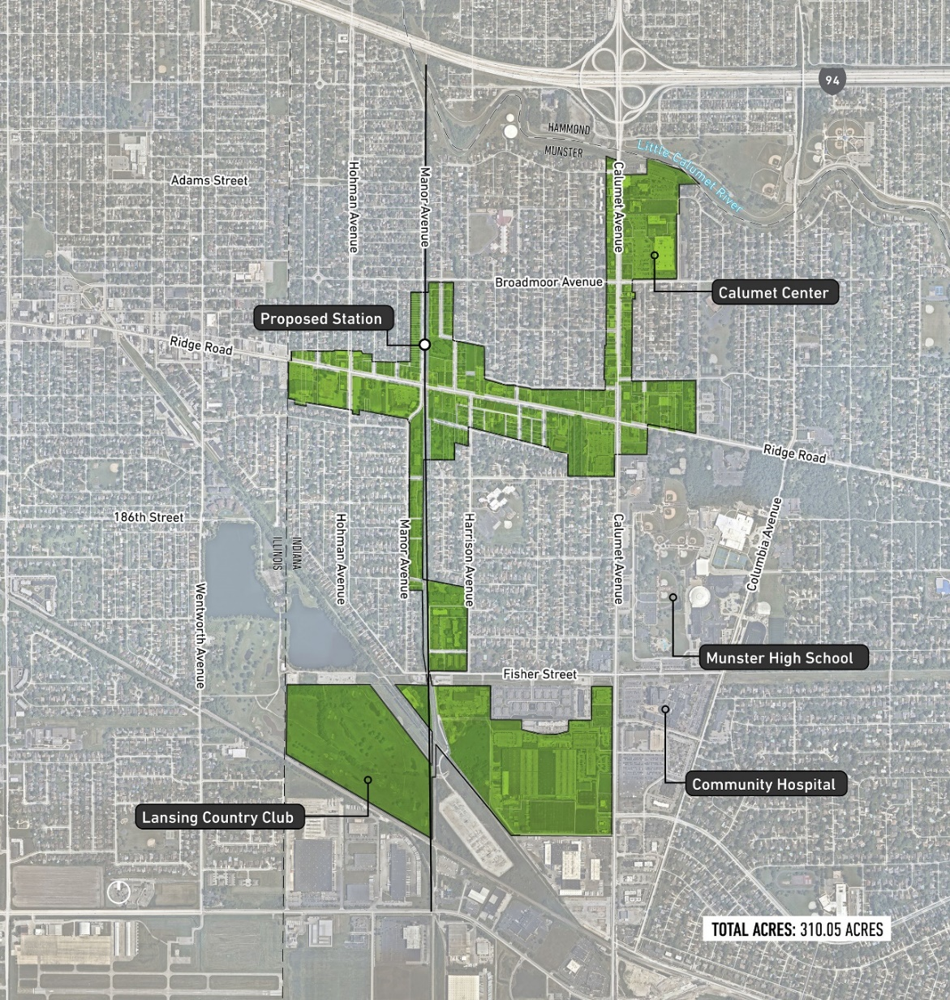 94
HAMMOND
MUNSTER
Little Calumet River
Adams Street
Hohman Avenue
Manor Avenue
Calumet Avenue
Broadmoor Avenue
Calumet Center
Proposed Station
Ridge Road
Ridge Road
186th Street
ILLINOIS
INDIANA
Hohman Avenue
Manor Avenue
Harrison Avenue
Calumet Avenue
Columbia Avenue
Wentworth Avenue
Munster High School
Fisher Street
Community Hospital
Lansing Country Club
TOTAL ACRES: 310.05 ACRES